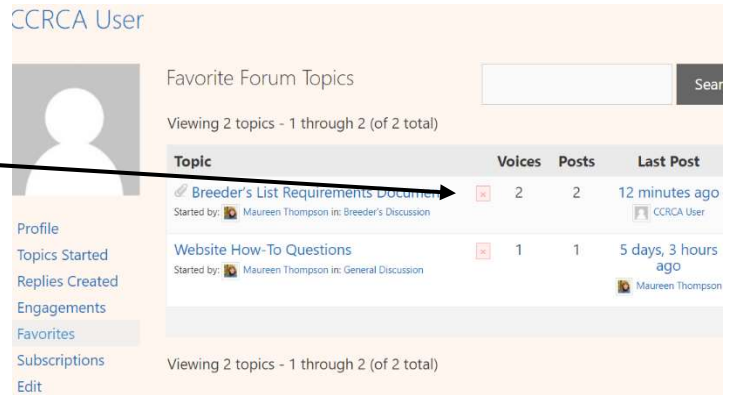 CCRCA User
Favorite Forum Topics
Viewing 2 topics - 1 through 2 (of 2 total)
Topic Voices Posts Last Post
Breeder's List Requirements 2 2 12 minutes ago
Started by: Maureen Thompson in: Breeder's Discussion CCRCA User
Website How-To Questions 1 1 5 days, 3 hours
ago
Started by: Maureen Thompson in: General Discussion
Maureen Thompson
Viewing 2 topics - 1 through 2 (of 2 total)
Profile
Topics Started
Replies Created
Engagements
Favorites
Subscriptions
Edit